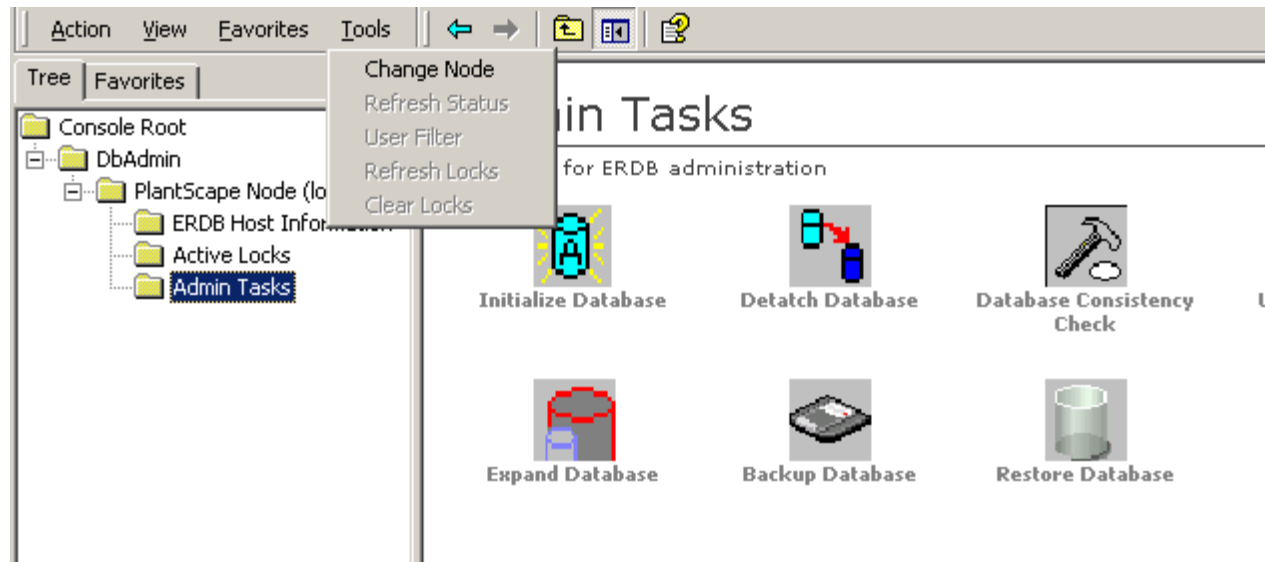 Action View Favorites Tools
Tree Favorites
Change Node
Refresh Status
User Filter
Refresh Locks
Clear Locks
Console Root
DbAdmin
PlantScape Node (lo
ERDB Host Information
Active Locks
Admin Tasks
in Tasks
for ERDB administration
Initialize Database
Detatch Database
Database Consistency
Check
Expand Database
Backup Database
Restore Database